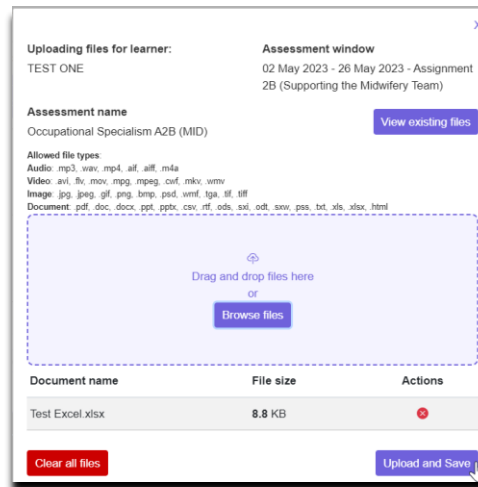 Uploading files for learner:
TEST ONE
Assessment window
02 May 2023 - 26 May 2023 - Assignment
2B (Supporting the Midwifery Team)
Assessment name
Occupational Specialism A2B (MID)
View existing files
Allowed file types:
Audio: .mp3, .wav, .mp4, .aif, .aiff, .m4a
Video: .avi, .flv, .mov, .mpg, .mpeg, .cwf, .mkv, .wmv
Image: .jpg, .jpeg, .gif, .png, .bmp, .psd, .wmf, .tga, .tif, .tiff
Document: .pdf, .doc, .docx, .ppt, .pptx, .csv, .rtf, .ods, .sxi, .odt, .sxw, .pss, .txt, .xls, .xlsx, .html
Drag and drop files here
or
Browse files
Document name File size Actions
Test Excel.xlsx 8.8 KB
Clear all files
Upload and Save